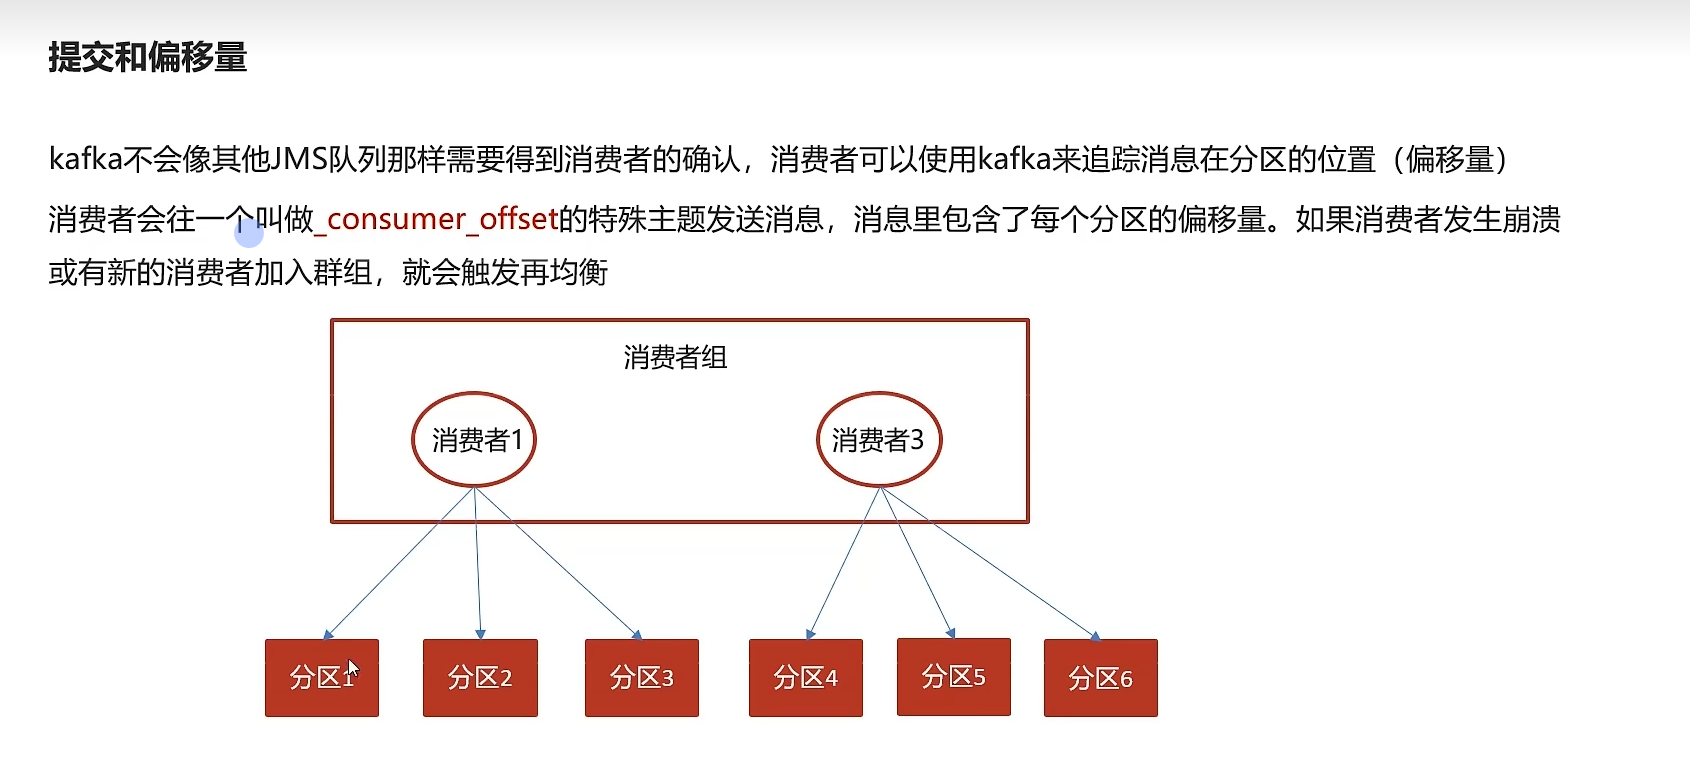 提交和偏移量
kafka不会像其他JMS队列那样需要得到消费者的确认，消费者可以使用kafka来追踪消息在分区的位置（偏移量）
消费者会往一个叫做_consumer_offset的特殊主题发送消息，消息里包含了每个分区的偏移量。如果消费者发生崩溃
或有新的消费者加入群组，就会触发再均衡
消费者组
消费者1
消费者3
分区1
分区2
分区3
分区4
分区5
分区6